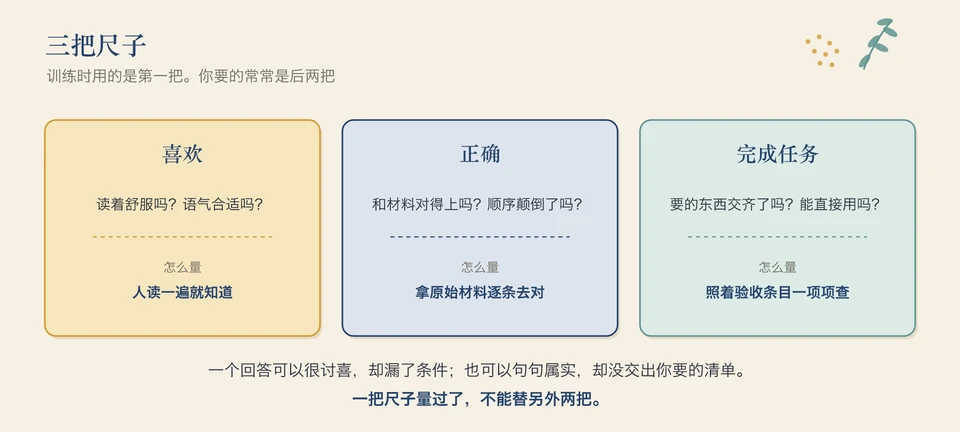 三把尺子
训练时用的是第一把。你要的常常是后两把
喜欢
读着舒服吗？语气合适吗？
怎么量
人读一遍就知道
正确
和材料对得上吗？顺序颠倒了吗？
怎么量
拿原始材料逐条去对
完成任务
要的东西交齐了吗？能直接用吗？
怎么量
照着验收条目一项项查
一个回答可以很讨喜，却漏了条件；也可以句句属实，却没交出你要的清单。
一把尺子量过了，不能替另外两把。